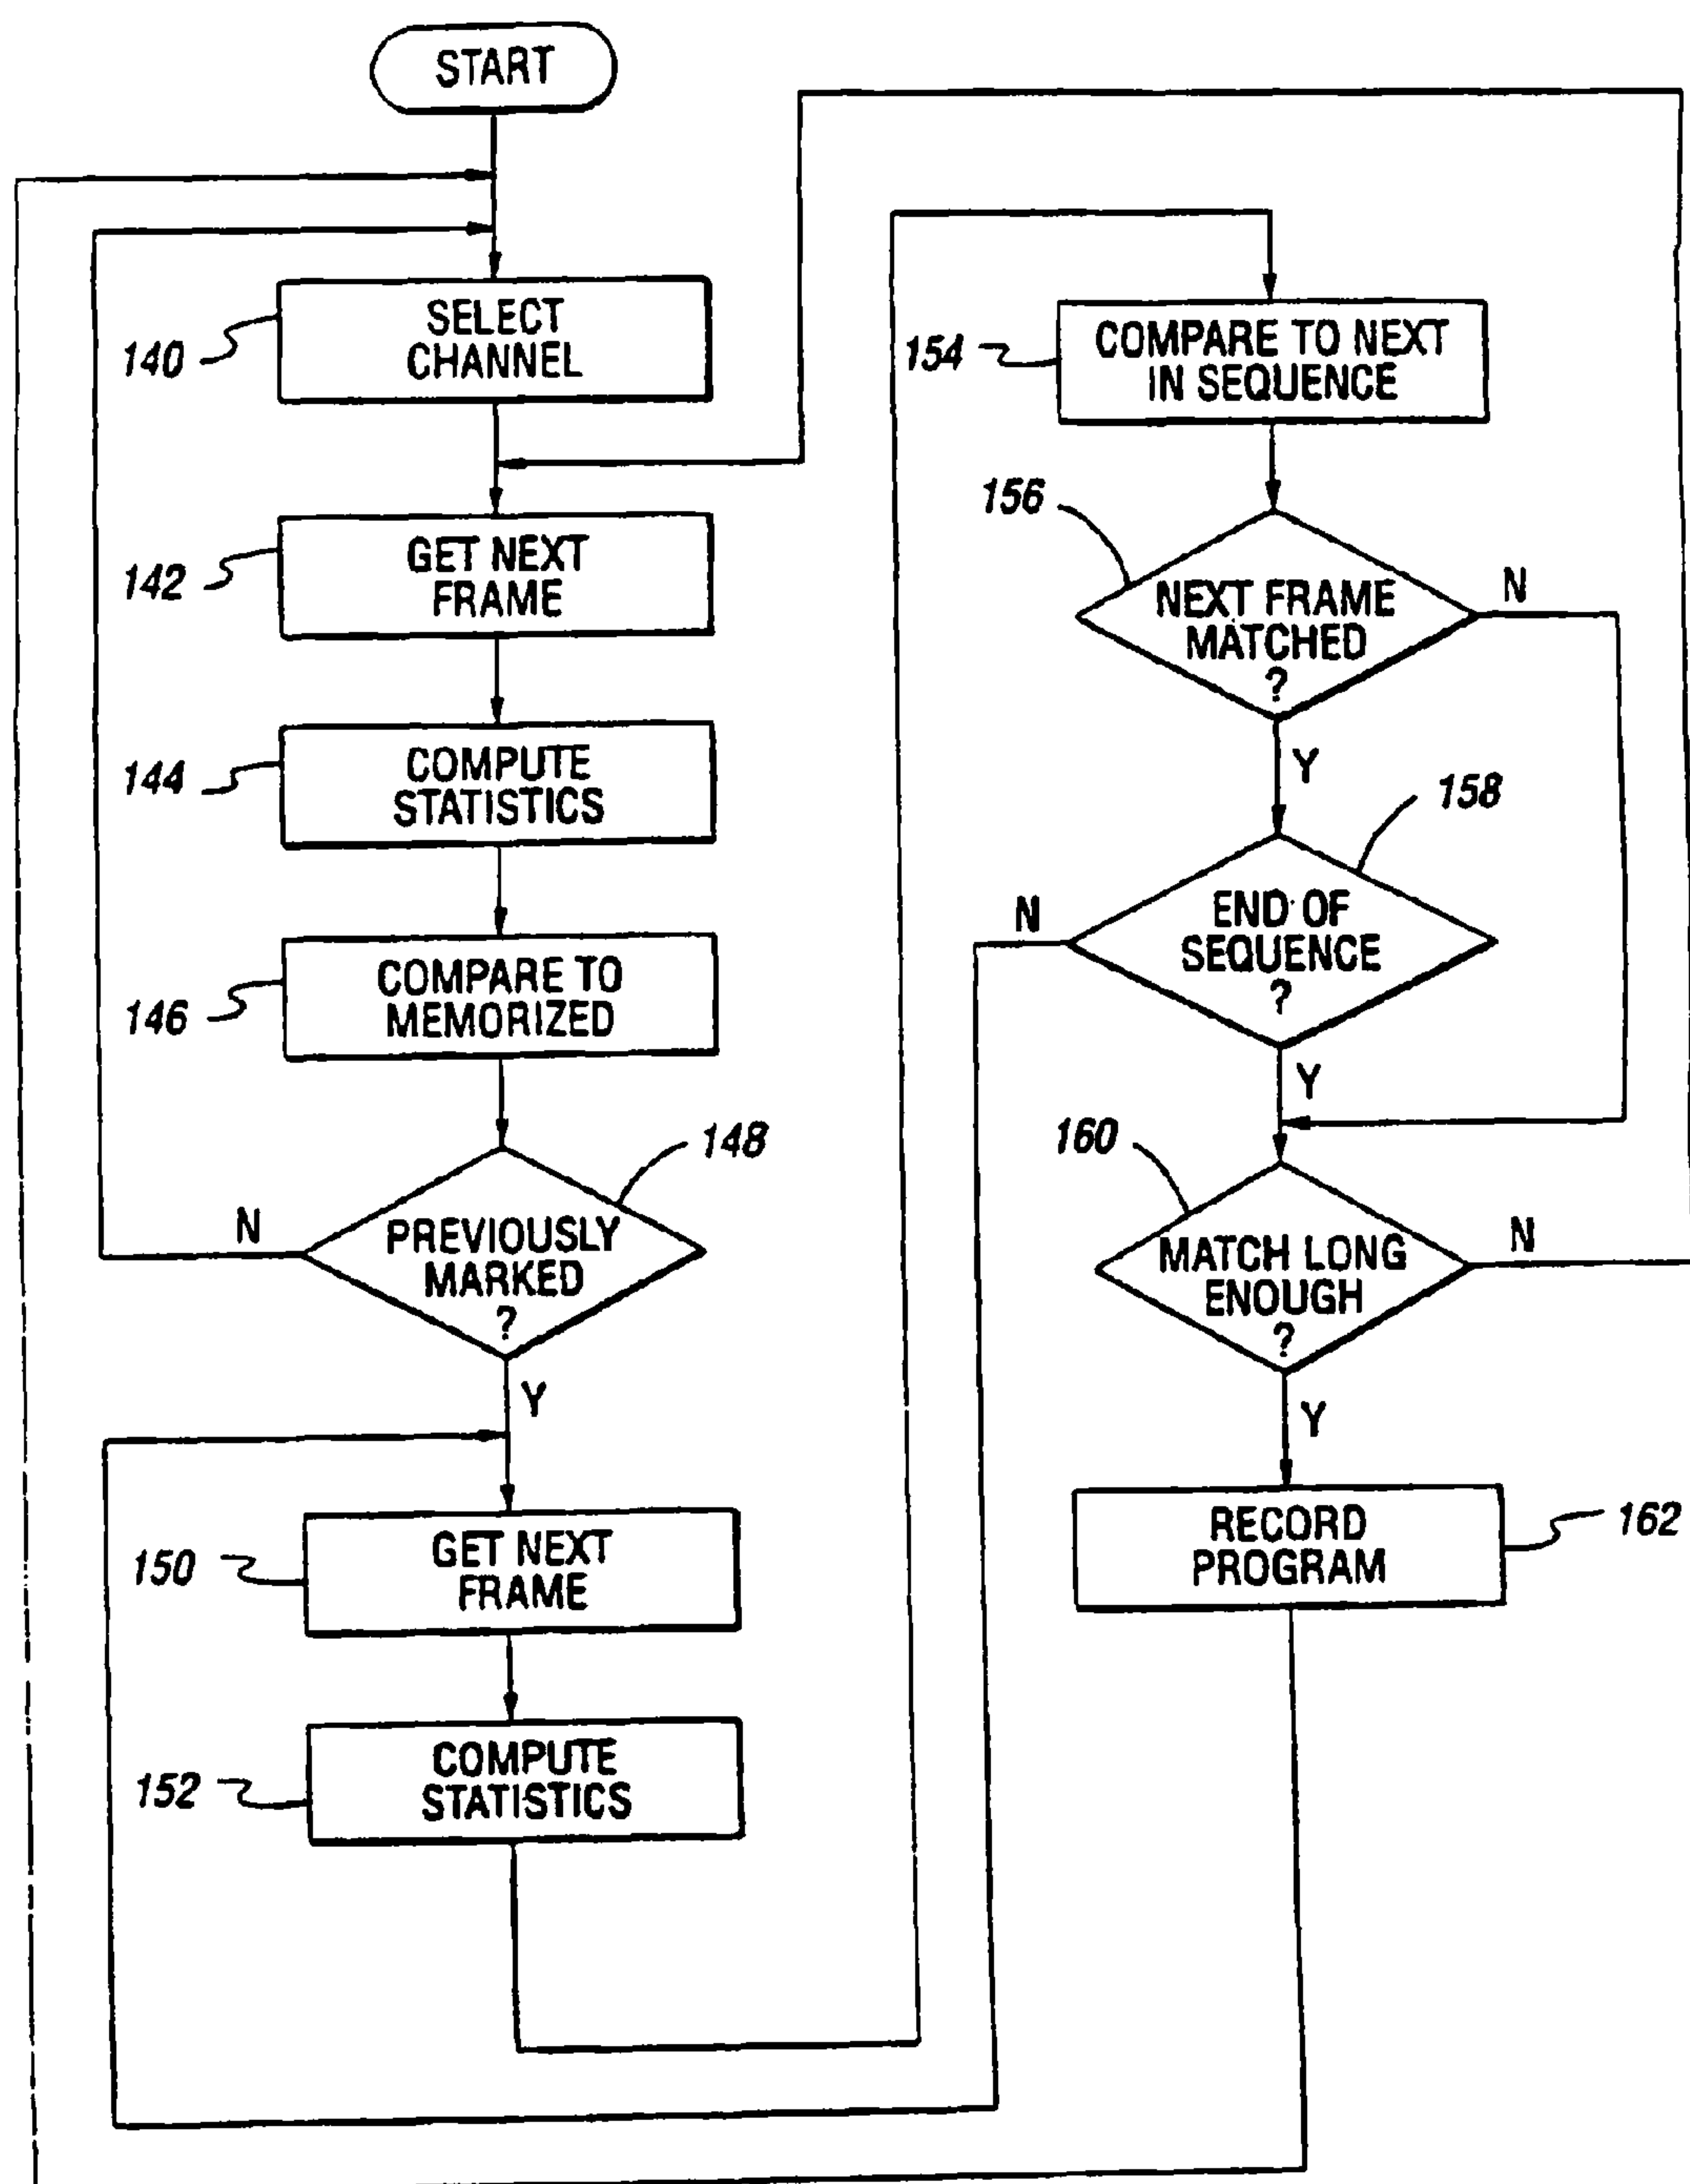 START
SELECT
CHANNEL
140
GET NEXT
FRAME
142
COMPUTE
STATISTICS
144
COMPARE TO
MEMORIZED
146
148
PREVIOUSLY
MARKED
?
N
Y
GET NEXT
FRAME
150
COMPUTE
STATISTICS
152
154
COMPARE TO NEXT
IN SEQUENCE
156
NEXT FRAME
MATCHED
?
N
Y
158
END OF
SEQUENCE
?
N
Y
160
MATCH LONG
ENOUGH
?
N
Y
RECORD
PROGRAM
162